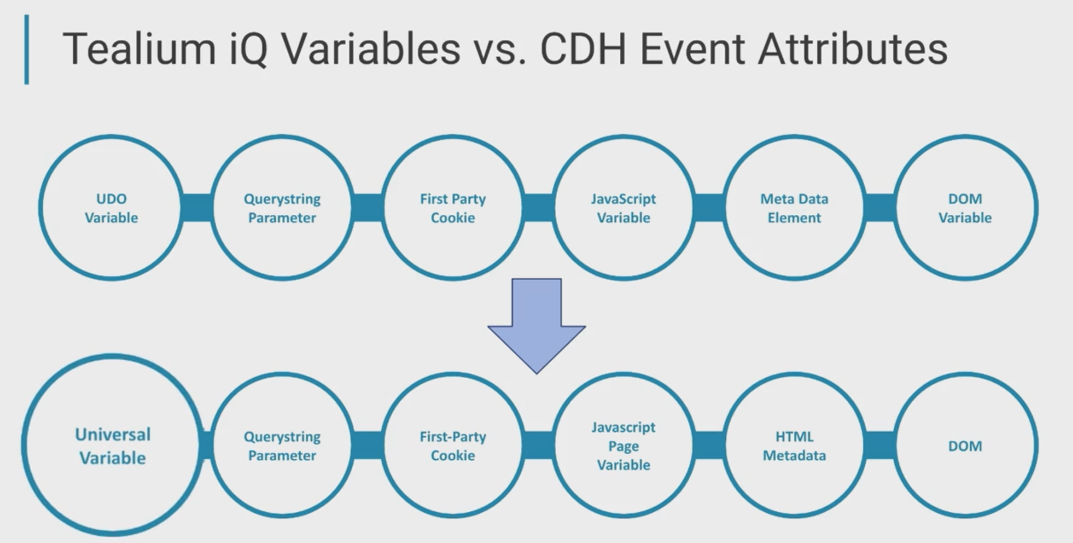 Tealium iQ Variables vs. CDH Event Attributes
UDO
Variable
Querystring
Parameter
First Party
Cookie
JavaScript
Variable
Meta Data
Element
DOM
Variable
Universal
Variable
Querystring
Parameter
First-Party
Cookie
Javascript
Page
Variable
HTML
Metadata
DOM